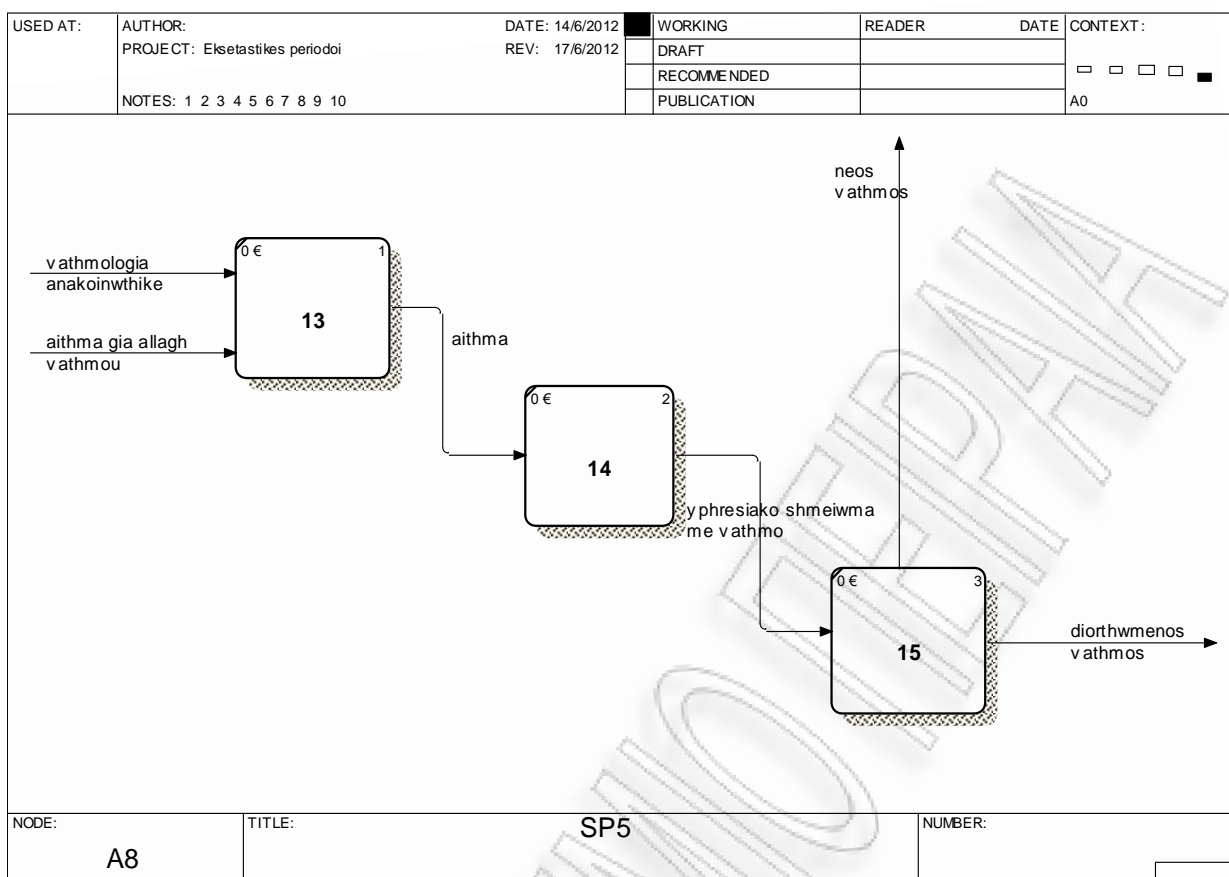 USED AT:
AUTHOR:
DATE: 14/6/2012
PROJECT: Eksetastikes periodoi
REV: 17/6/2012
NOTES: 1 2 3 4 5 6 7 8 9 10
WORKING
DRAFT
RECOMMENDED
PUBLICATION
READER
DATE
CONTEXT:
A0
neos
vathmos
vathmologia
anakoinwthike
aithma gia allagh
vathmou
0 €
1
13
aithma
0 €
2
14
yphresiako shmeiwma
me vathmo
0 €
3
15
diorthwmenos
vathmos
NODE:
A8
TITLE:
SP5
NUMBER: